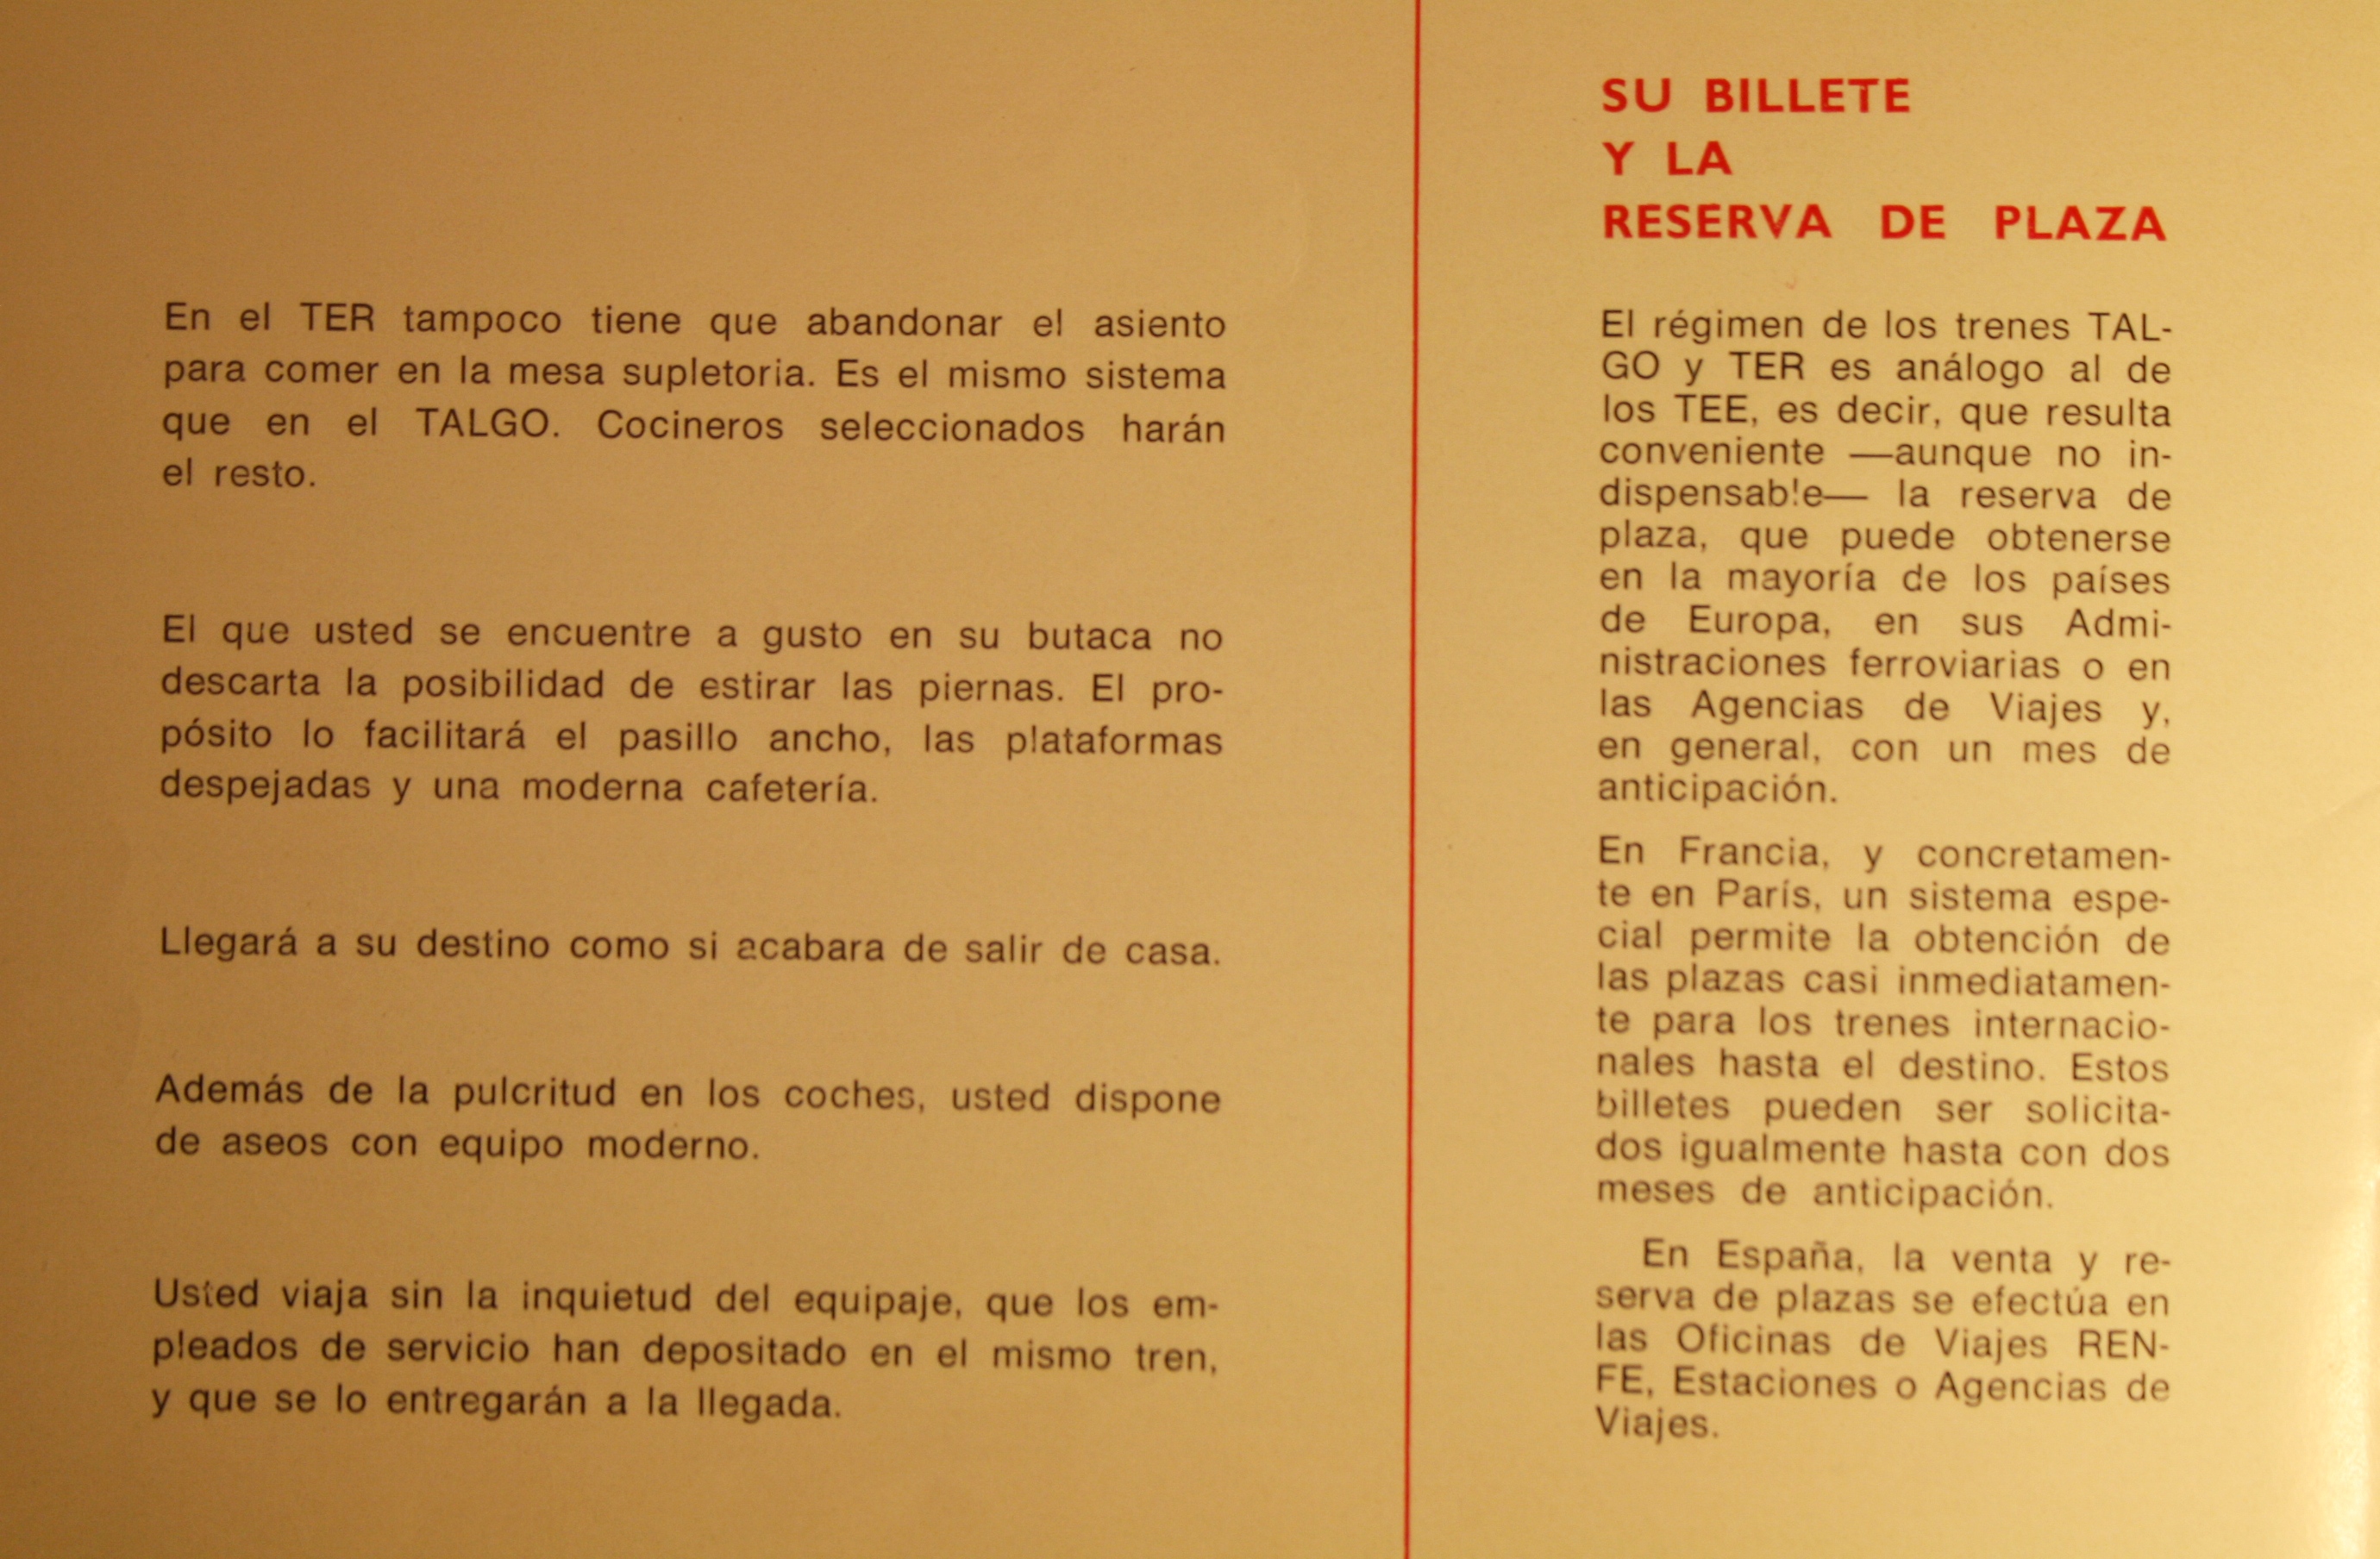 En el TER tampoco tiene que abandonar el asiento
para comer en la mesa supletoria. Es el mismo sistema
que en el TALGO. Cocineros seleccionados harán
el resto.
El que usted se encuentre a gusto en su butaca no
descarta la posibilidad de estirar las piernas. El pro-
pósito lo facilitará el pasillo ancho, las plataformas
despejadas y una moderna cafetería.
Llegará a su destino como si acabara de salir de casa.
Además de la pulcritud en los coches, usted dispone
de aseos con equipo moderno.
Usted viaja sin la inquietud del equipaje, que los em-
pleados de servicio han depositado en el mismo tren,
y que se lo entregarán a la llegada.
SU BILLETE
Y LA
RESERVA DE PLAZA
El régimen de los trenes TAL-
GO y TER es análogo al de
los TEE, es decir, que resulta
conveniente —aunque no in-
dispensable— la reserva de
plaza, que puede obtenerse
en la mayoría de los países
de Europa, en sus Admi-
nistraciones ferroviarias o en
las Agencias de Viajes y,
en general, con un mes de
anticipación.
En Francia, y concretamen-
te en París, un sistema espe-
cial permite la obtención de
las plazas casi inmediatamen-
te para los trenes internacio-
nales hasta el destino. Estos
billetes pueden ser solicita-
dos igualmente hasta con dos
meses de anticipación.
En España, la venta y re-
serva de plazas se efectúa en
las Oficinas de Viajes REN-
FE, Estaciones o Agencias de
Viajes.